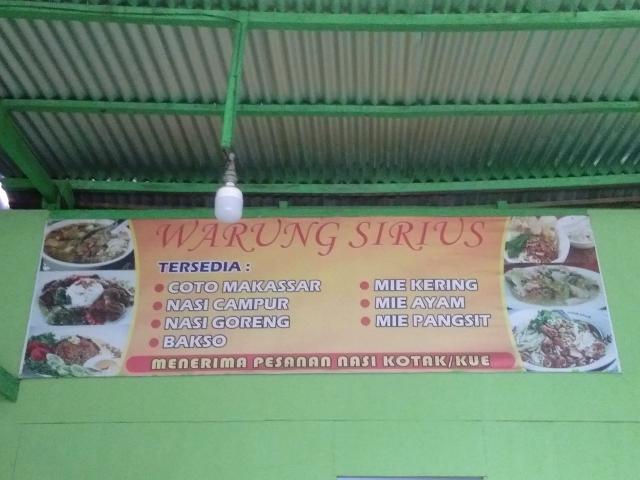 WARUNG SIRIUS
TERSEDIA :
• COTO MAKASSAR
• NASI CAMPUR
• NASI GORENG
• BAKSO
• MIE KERING
• MIE AYAM
• MIE PANGSIT
MENERIMA PESANAN NASI KOTAK/KUE